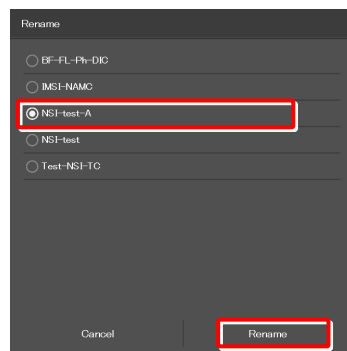 Rename
BF-FL-Ph-DIC
IMSI-NAMC
NSI-test-A
NSI-test
Test-NSI-TC
Cancel
Rename